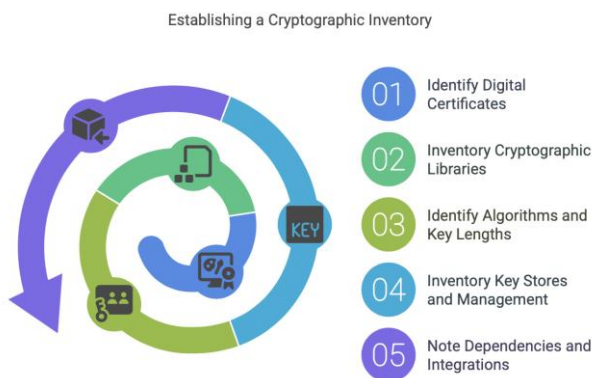 Establishing a Cryptographic Inventory
01
Identify Digital
Certificates
02
Inventory Cryptographic
Libraries
03
Identify Algorithms and
Key Lengths
KEY
04
Inventory Key Stores
and Management
05
Note Dependencies and
Integrations